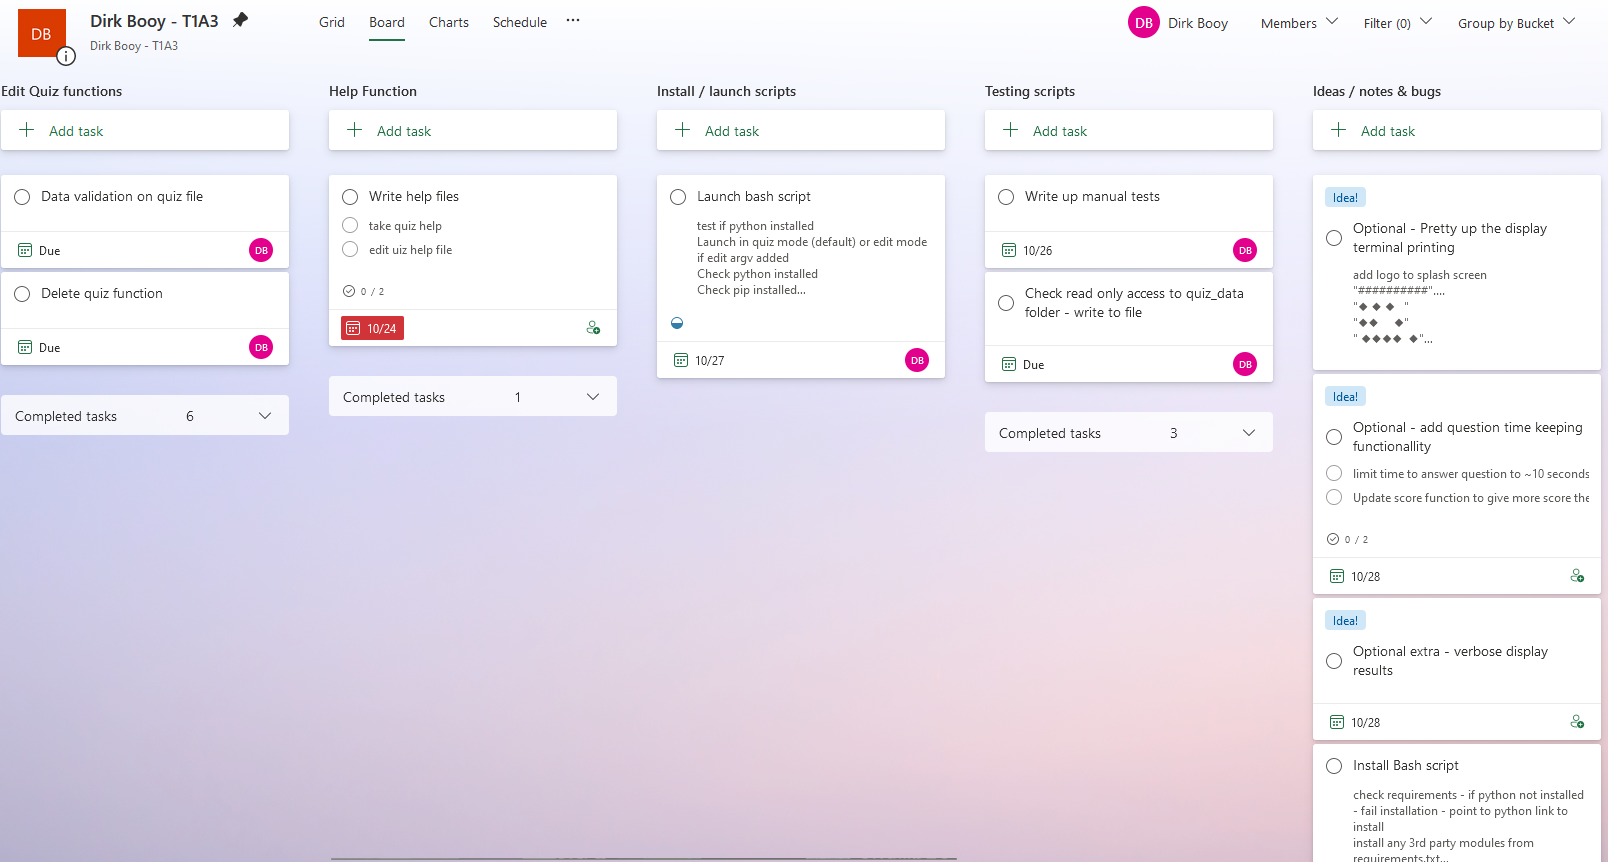 DB
Dirk Booy - T1A3
Dirk Booy - T1A3
Grid
Board
Charts
Schedule
DB
Dirk Booy
Members
Filter (0)
Group by Bucket
Edit Quiz functions
Add task
Data validation on quiz file
Due
DB
Delete quiz function
Due
DB
Completed tasks 6
Help Function
Add task
Write help files
take quiz help
edit uiz help file
0 / 2
10/24
Completed tasks 1
Install / launch scripts
Add task
Launch bash script
test if python installed
Launch in quiz mode (default) or edit mode
if edit argv added
Check python installed
Check pip installed...
10/27
DB
Testing scripts
Add task
Write up manual tests
10/26
DB
Check read only access to quiz_data
folder - write to file
Due
DB
Completed tasks 3
Ideas / notes & bugs
Add task
Idea!
Optional - Pretty up the display
terminal printing
add logo to splash screen
"##########"....
"◆ ◆ ◆  "
"◆◆    ◆"
" ◆◆◆◆  ◆"...
Idea!
Optional - add question time keeping
functionallity
limit time to answer question to ~10 seconds
Update score function to give more score the
0 / 2
10/28
Idea!
Optional extra - verbose display
results
10/28
Install Bash script
check requirements - if python not installed
- fail installation - point to python link to
install
install any 3rd party modules from
requirements.txt...